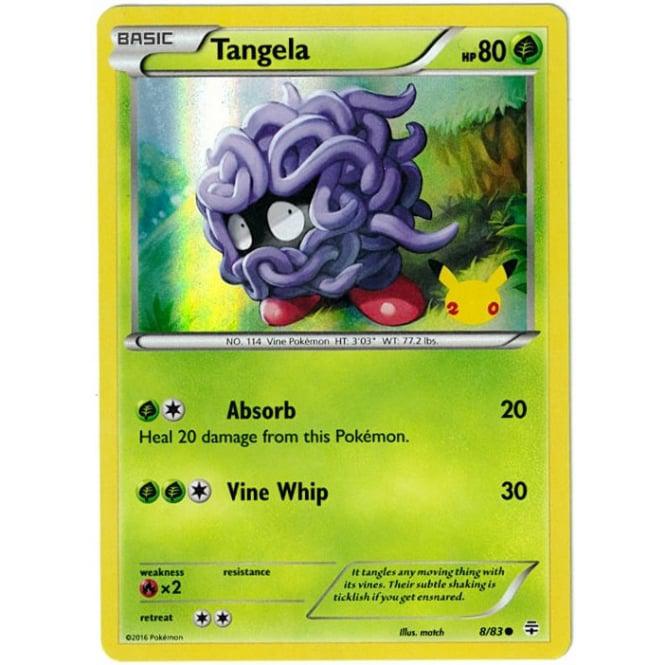 BASIC
Tangela
HP80
20
NO. 114 Vine Pokémon HT: 3'03" WT: 77.2 lbs.
Absorb 20
Heal 20 damage from this Pokémon.
Vine Whip 30
weakness resistance
×2
It tangles any moving thing with
its vines. Their subtle shaking is
ticklish if you get ensnared.
retreat
©2016 Pokémon
Illus. match 8/83